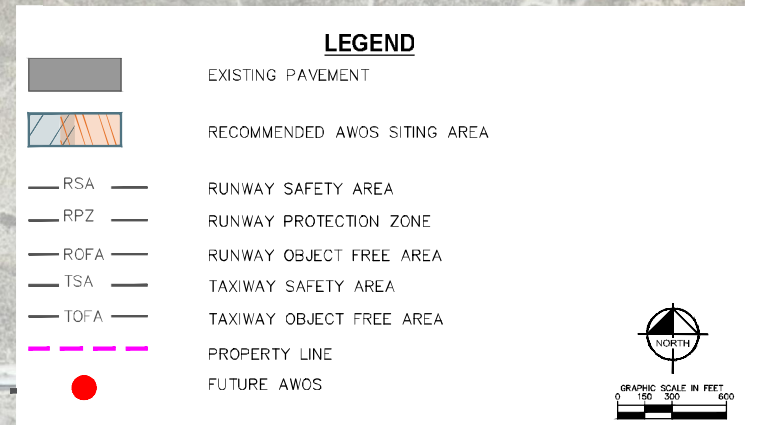 LEGEND
EXISTING PAVEMENT
RECOMMENDED AWOS SITING AREA
RSA RUNWAY SAFETY AREA
RPZ RUNWAY PROTECTION ZONE
ROFA RUNWAY OBJECT FREE AREA
TSA TAXIWAY SAFETY AREA
TOFA TAXIWAY OBJECT FREE AREA
PROPERTY LINE
FUTURE AWOS
NORTH
GRAPHIC SCALE IN FEET
0 150 300 600